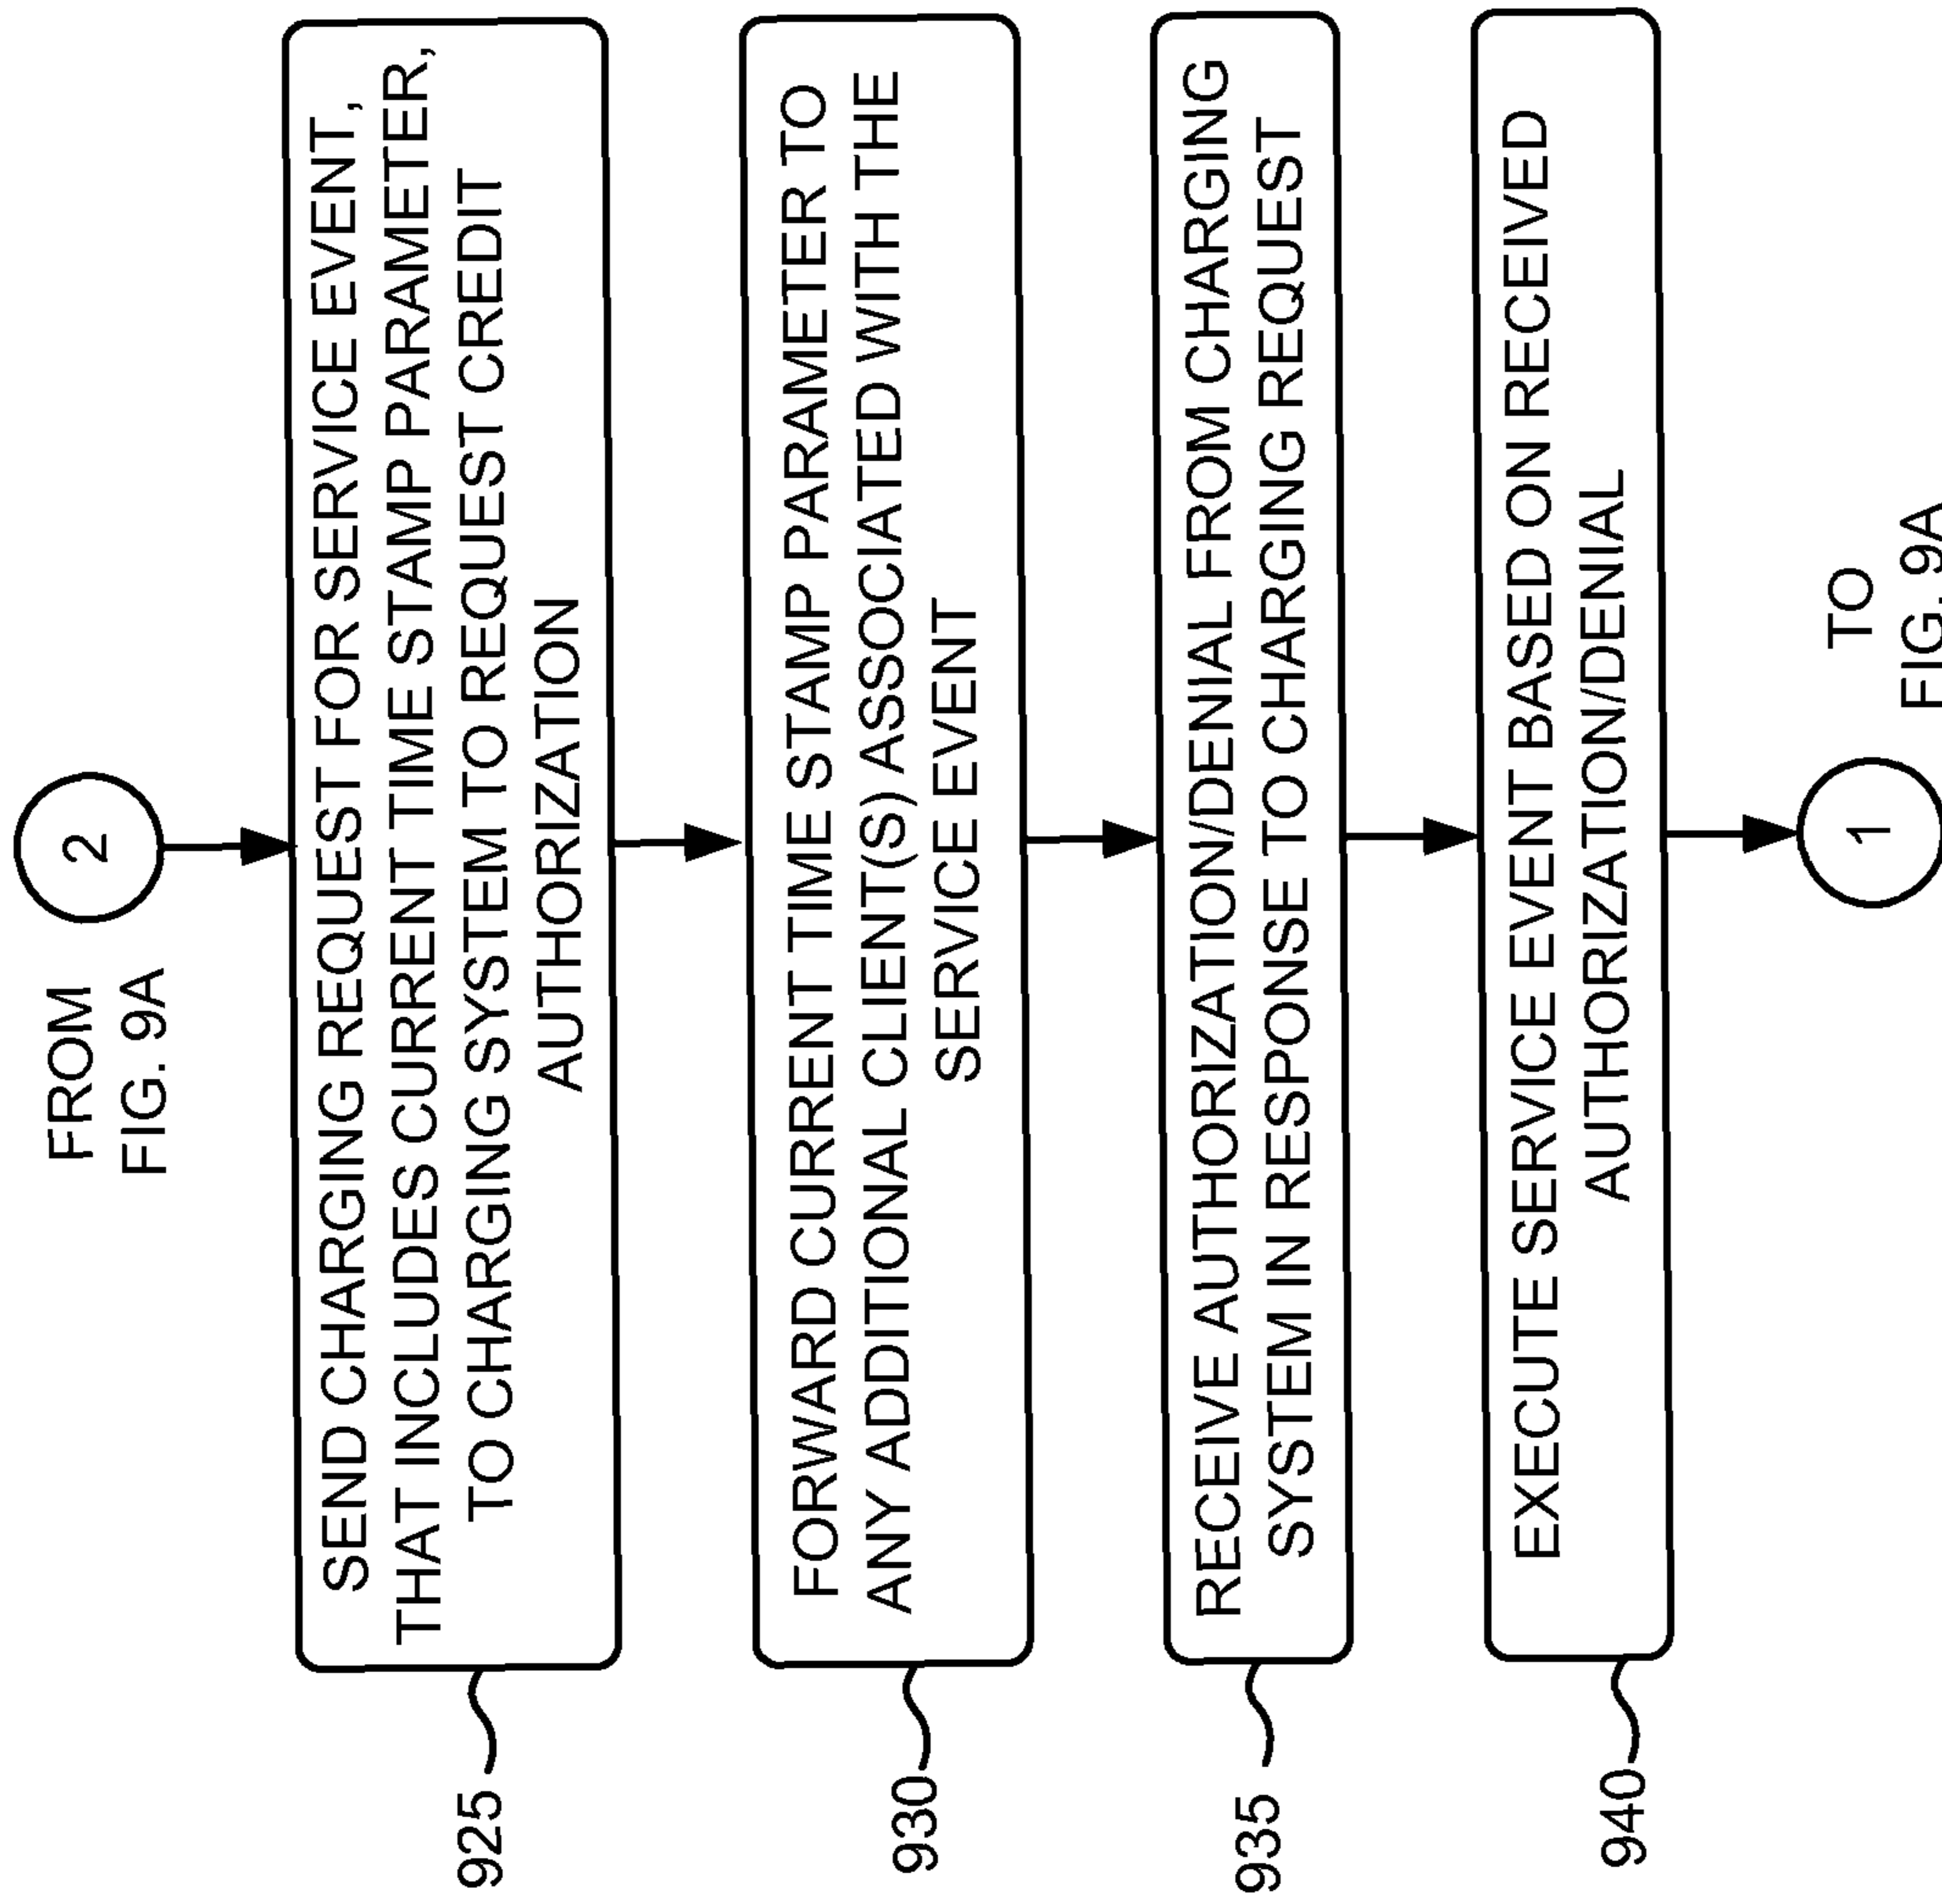 FROM
FIG. 9A
2
SEND CHARGING REQUEST FOR SERVICE EVENT,
THAT INCLUDES CURRENT TIME STAMP PARAMETER,
TO CHARGING SYSTEM TO REQUEST CREDIT
AUTHORIZATION
925
FORWARD CURRENT TIME STAMP PARAMETER TO
ANY ADDITIONAL CLIENT(S) ASSOCIATED WITH THE
SERVICE EVENT
930
RECEIVE AUTHORIZATION/DENIAL FROM CHARGING
SYSTEM IN RESPONSE TO CHARGING REQUEST
935
EXECUTE SERVICE EVENT BASED ON RECEIVED
AUTHORIZATION/DENIAL
940
1
TO
FIG. 9A